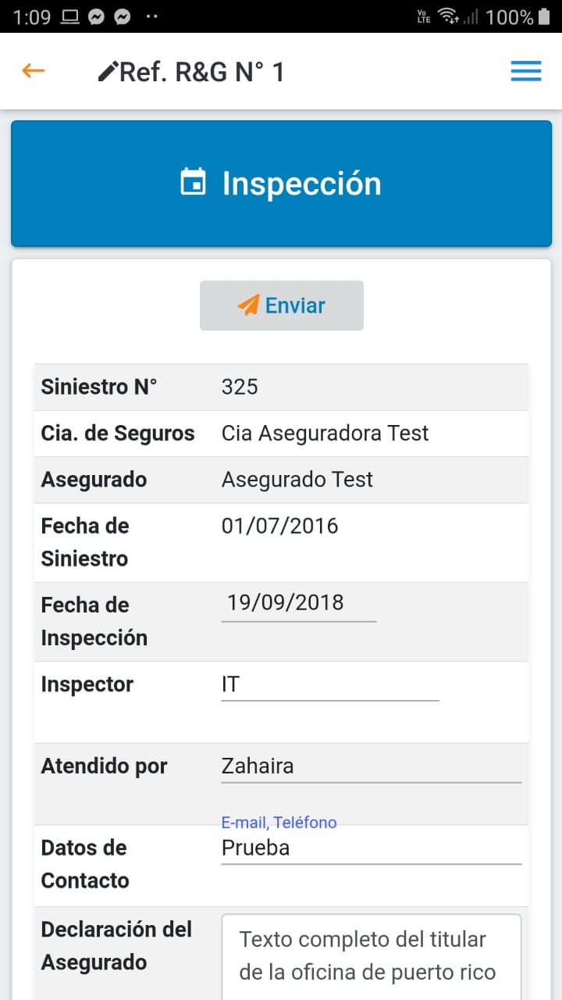 1:09 Vo LTE 100%
Ref. R&G N° 1
Inspección
Enviar
Siniestro N° 325
Cia. de Seguros Cia Aseguradora Test
Asegurado Asegurado Test
Fecha de Siniestro 01/07/2016
Fecha de Inspección 19/09/2018
Inspector IT
Atendido por Zahaira
E-mail, Teléfono
Datos de Contacto Prueba
Declaración del Asegurado
Texto completo del titular
de la oficina de puerto rico